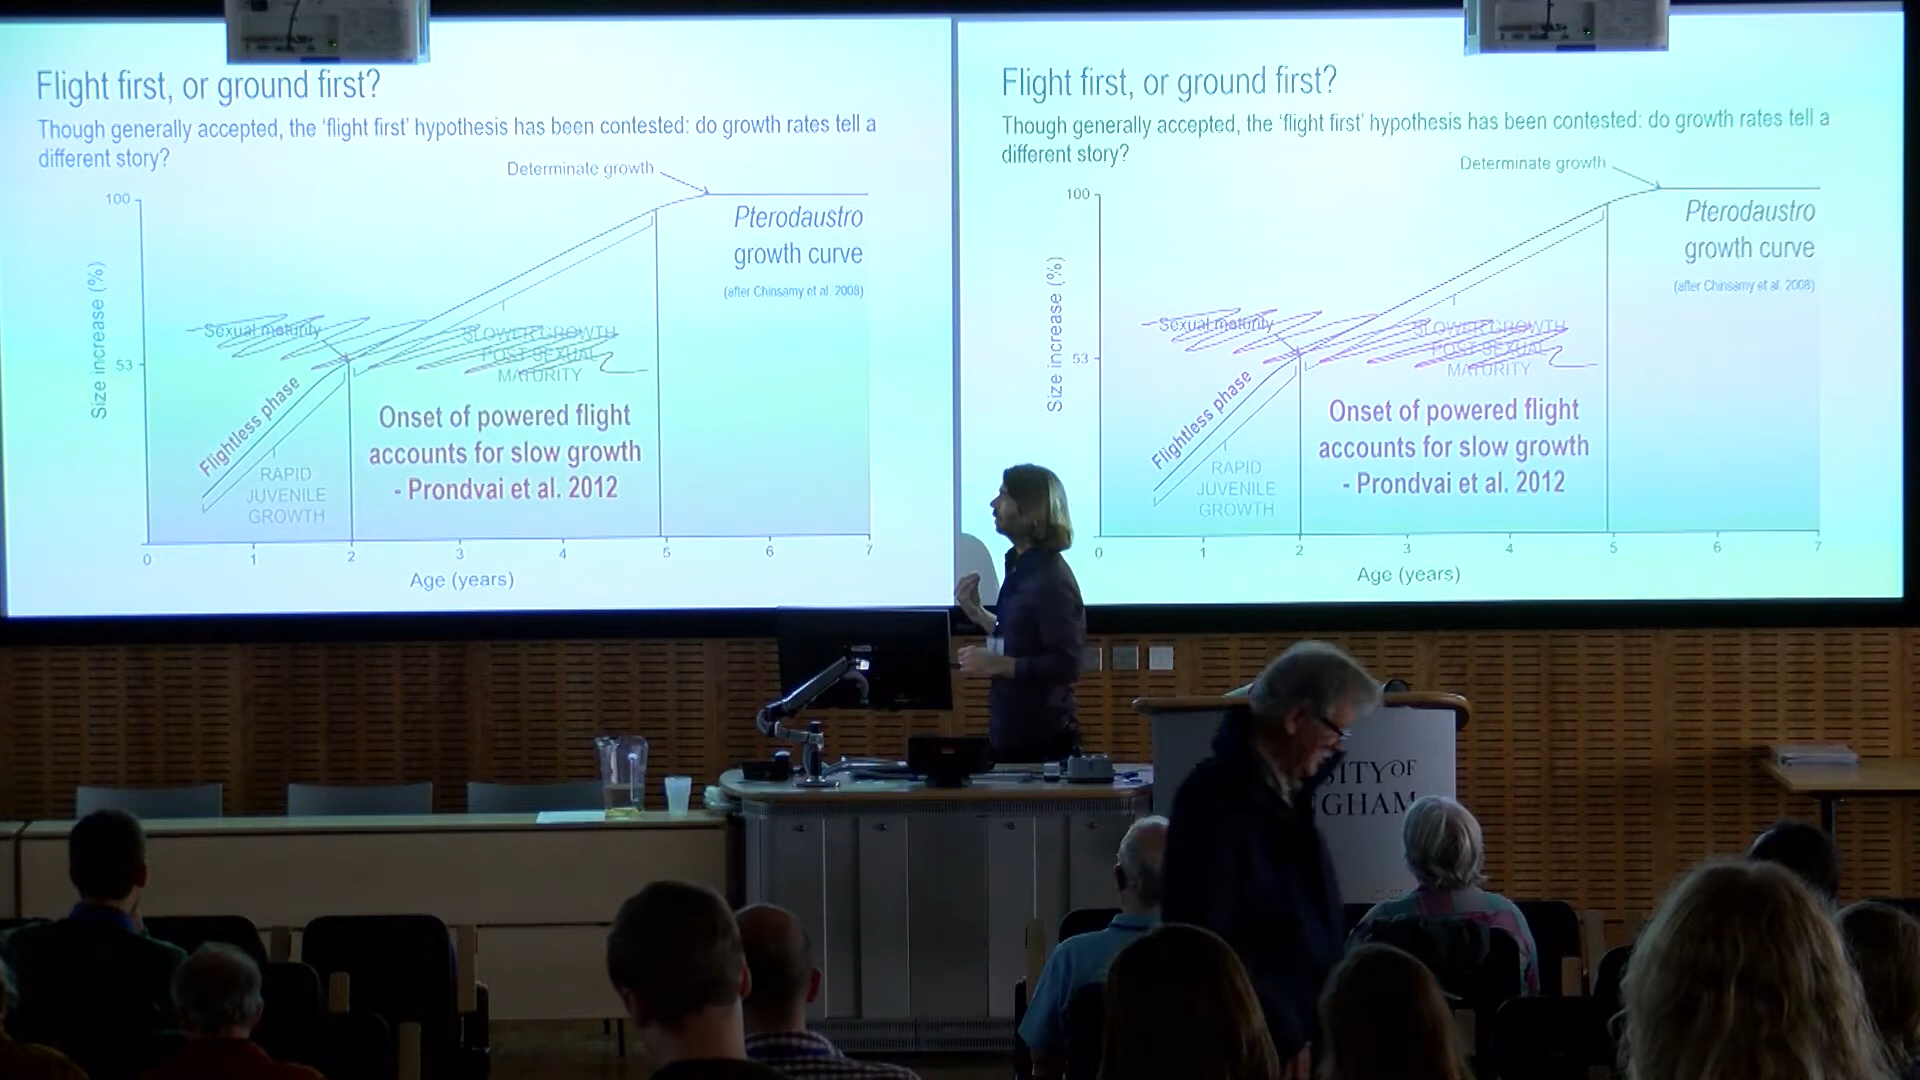 Flight first, or ground first?
Though generally accepted, the ‘flight first’ hypothesis has been contested: do growth rates tell a
different story?
Determinate growth
100
Pterodaustro
growth curve
(after Chinsamy et al. 2008)
Size increase (%)
Sexual maturity
SLOWER GROWTH
POST SEXUAL
MATURITY
53
Flightless phase
Onset of powered flight
accounts for slow growth
- Prondvai et al. 2012
RAPID
JUVENILE
GROWTH
0 1 2 3 4 5 6 7
Age (years)
Flight first, or ground first?
Though generally accepted, the ‘flight first’ hypothesis has been contested: do growth rates tell a
different story?
Determinate growth
100
Pterodaustro
growth curve
(after Chinsamy et al. 2008)
Size increase (%)
Sexual maturity
SLOWER GROWTH
POST SEXUAL
MATURITY
53
Flightless phase
Onset of powered flight
accounts for slow growth
- Prondvai et al. 2012
RAPID
JUVENILE
GROWTH
0 1 2 3 4 5 6 7
Age (years)
SITY OF
GHAM